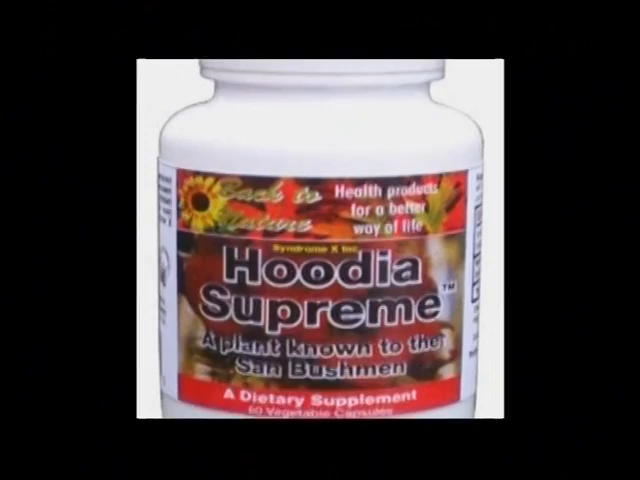 Back to
Nature
Health products
for a better
way of life
Syndrome X Inc.
Hoodia
Supreme™
A plant known to the
San Bushmen
A Dietary Supplement
60 Vegetable Capsules